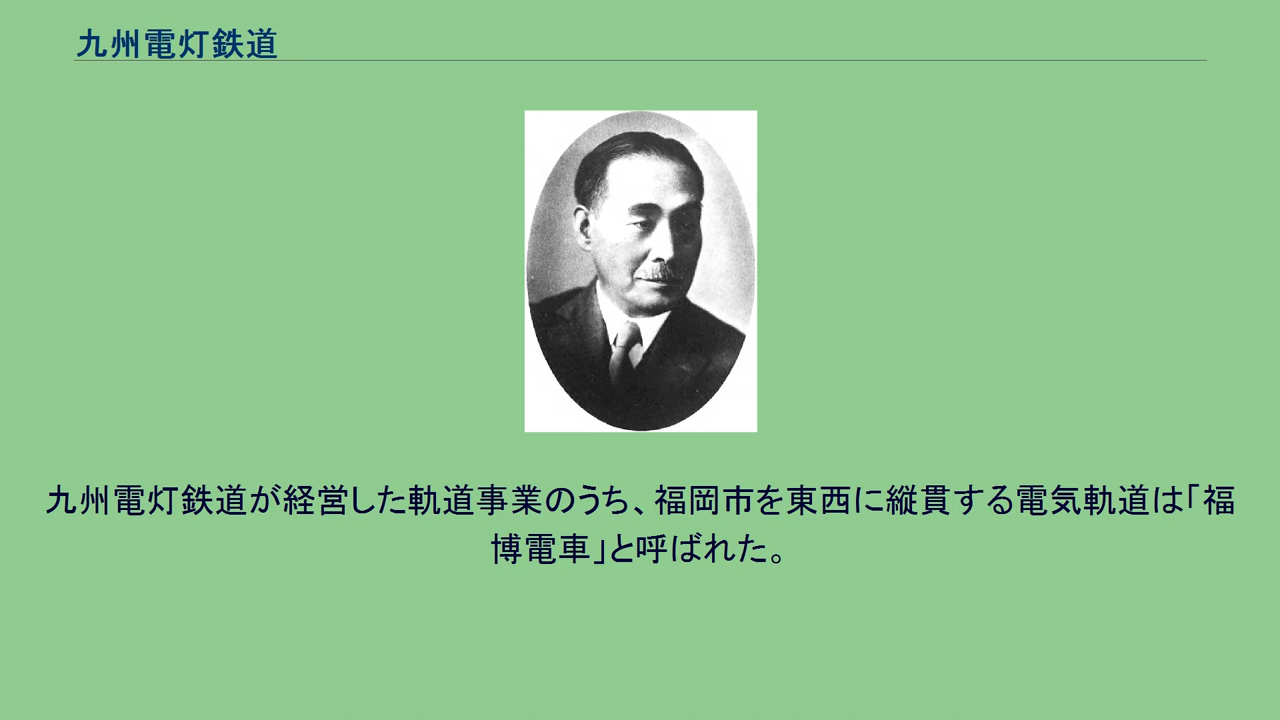 九州電灯鉄道
九州電灯鉄道が経営した軌道事業のうち、福岡市を東西に縦貫する電気軌道は「福
博電車」と呼ばれた。